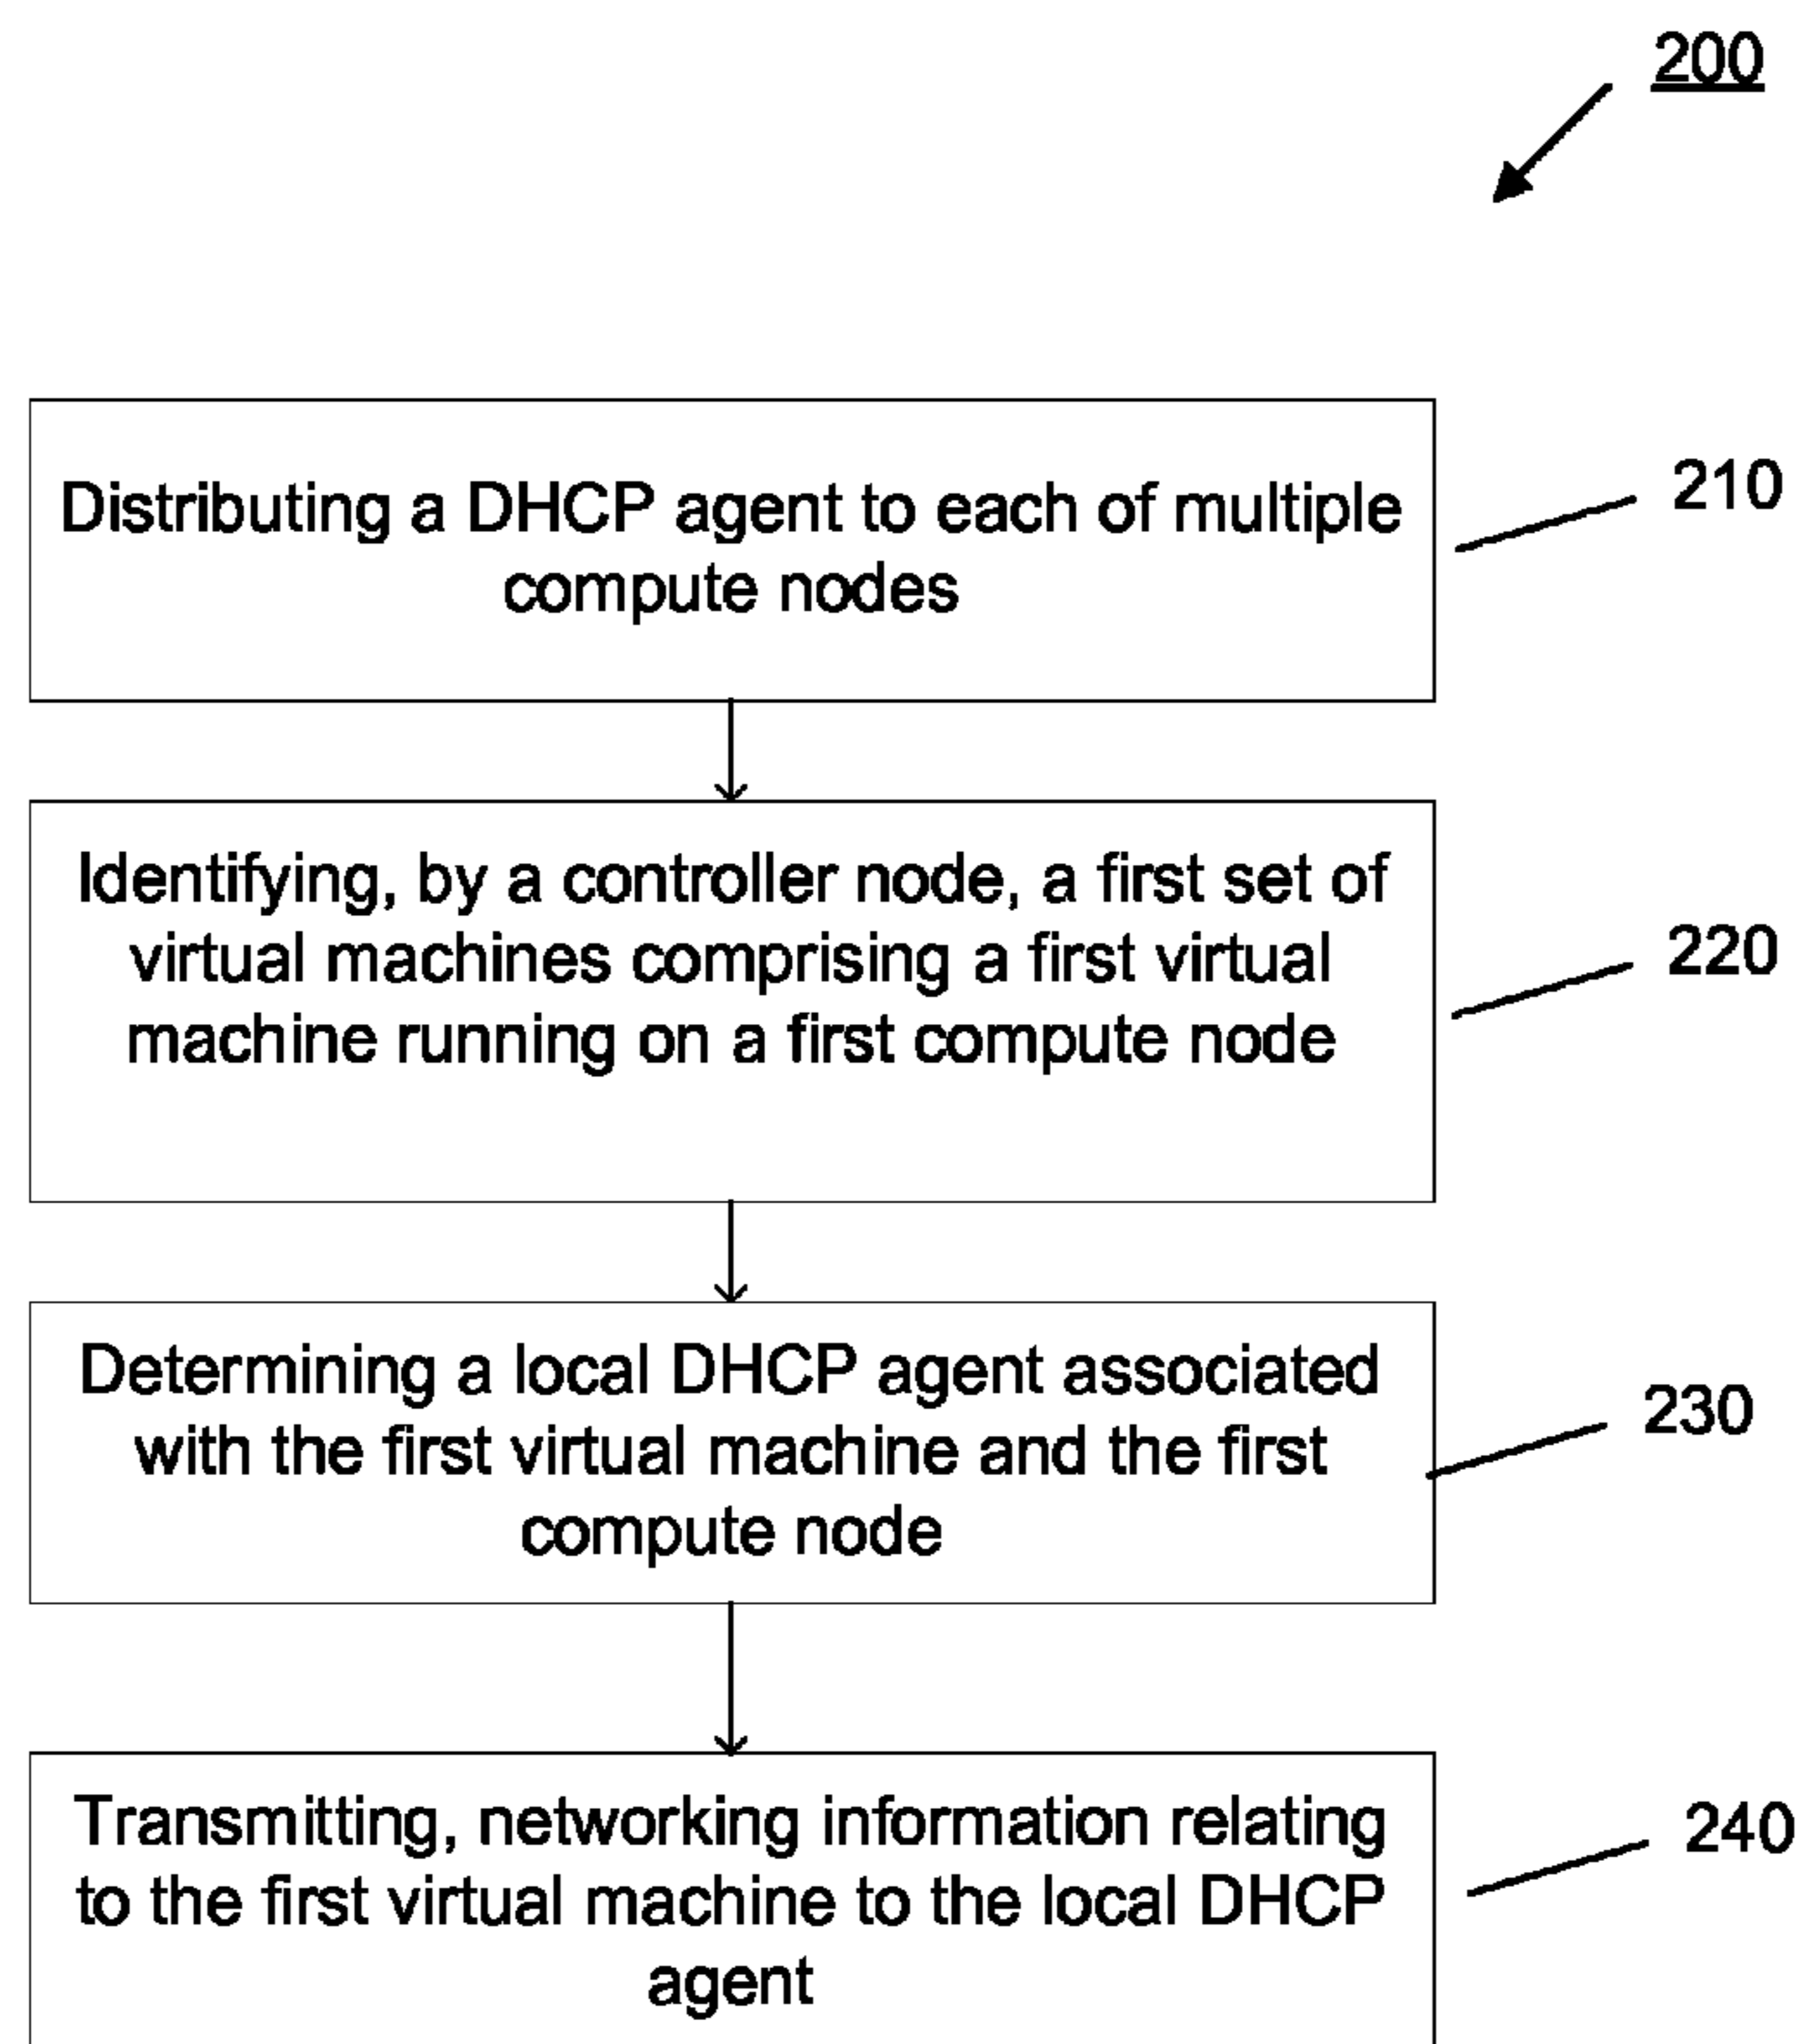 200
Distributing a DHCP agent to each of multiple
compute nodes
210
Identifying, by a controller node, a first set of
virtual machines comprising a first virtual
machine running on a first compute node
220
Determining a local DHCP agent associated
with the first virtual machine and the first
compute node
230
Transmitting, networking information relating
to the first virtual machine to the local DHCP
agent
240